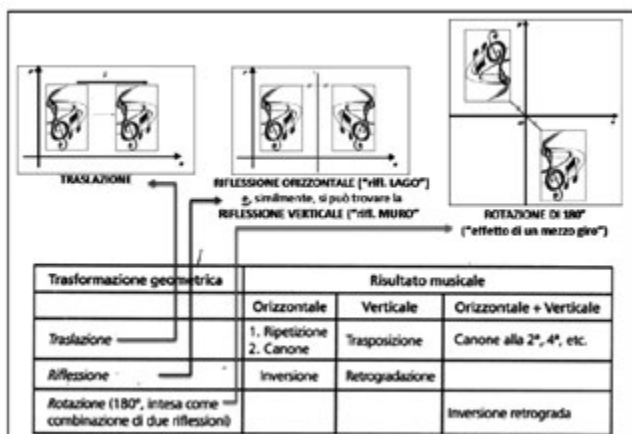 TRASLAZIONE
RIFLESSIONE ORIZZONTALE ("rifl. LAGO")
e, similmente, si può trovare la
RIFLESSIONE VERTICALE ("rifl. MURO"
ROTAZIONE DI 180°
("effetto di un mezzo giro")
Trasformazione geometrica Risultato musicale
Orizzontale Verticale Orizzontale + Verticale
Traslazione 1. Ripetizione Trasposizione Canone alla 2ª, 4ª, etc.
2. Canone
Riflessione Inversione Retrogradazione
Rotazione (180°, intesa come
combinazione di due riflessioni) Inversione retrograda